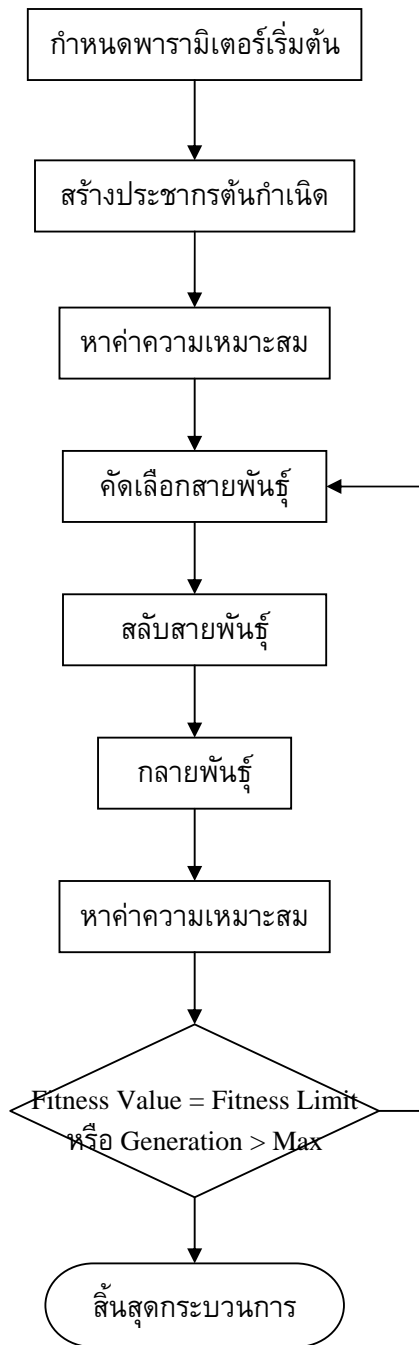 กำหนดพารามิเตอร์เริ่มต้น
สร้างประชากรต้นกำเนิด
หาค่าความเหมาะสม
คัดเลือกสายพันธุ์
สลับสายพันธุ์
กลายพันธุ์
หาค่าความเหมาะสม
Fitness Value = Fitness Limit
หรือ Generation > Max
สิ้นสุดกระบวนการ